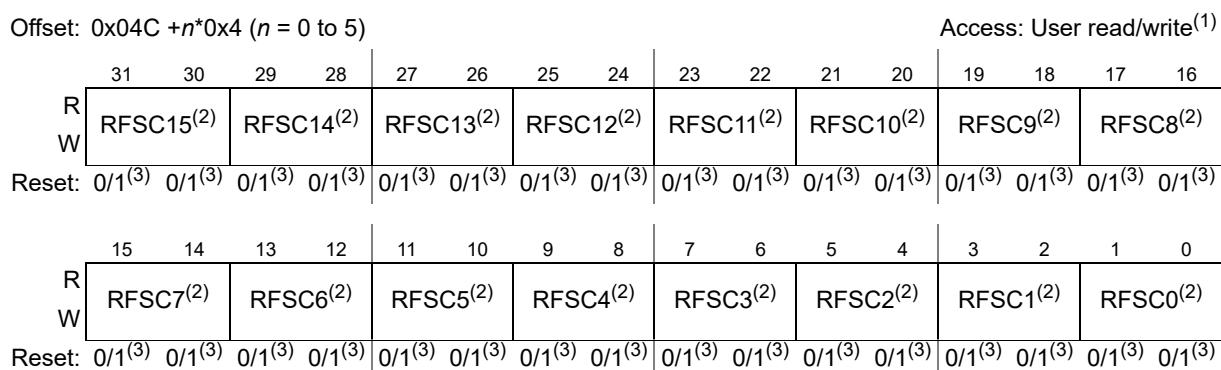 Offset: 0x04C +n*0x4 (n = 0 to 5) Access: User read/write(1)
31 30 29 28 27 26 25 24 23 22 21 20 19 18 17 16
R
RFSC15(2) RFSC14(2) RFSC13(2) RFSC12(2) RFSC11(2) RFSC10(2) RFSC9(2) RFSC8(2)
W
Reset: 0/1(3) 0/1(3) 0/1(3) 0/1(3) 0/1(3) 0/1(3) 0/1(3) 0/1(3) 0/1(3) 0/1(3) 0/1(3) 0/1(3) 0/1(3) 0/1(3) 0/1(3) 0/1(3)
15 14 13 12 11 10 9 8 7 6 5 4 3 2 1 0
R
RFSC7(2) RFSC6(2) RFSC5(2) RFSC4(2) RFSC3(2) RFSC2(2) RFSC1(2) RFSC0(2)
W
Reset: 0/1(3) 0/1(3) 0/1(3) 0/1(3) 0/1(3) 0/1(3) 0/1(3) 0/1(3) 0/1(3) 0/1(3) 0/1(3) 0/1(3) 0/1(3) 0/1(3) 0/1(3) 0/1(3)